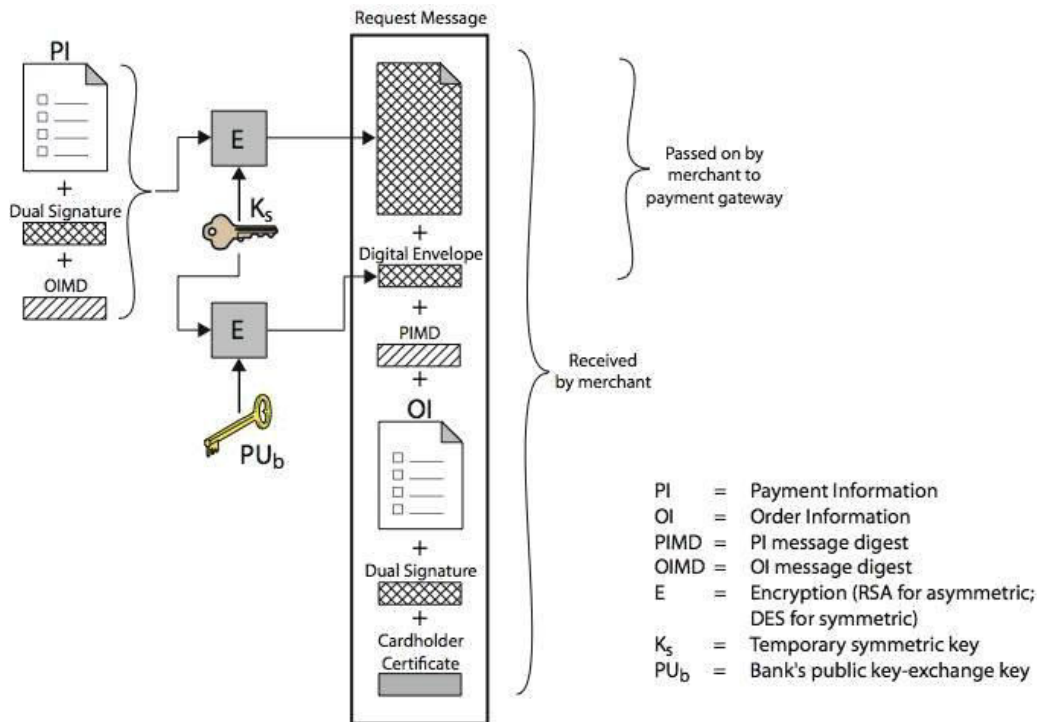 Request Message
PI
+
Dual Signature
+
OIMD
E
Ks
E
PUb
+
Digital Envelope
+
PIMD
+
OI
+
Dual Signature
+
Cardholder
Certificate
Passed on by
merchant to
payment gateway
Received
by merchant
PI = Payment Information
OI = Order Information
PIMD = PI message digest
OIMD = OI message digest
E = Encryption (RSA for asymmetric;
DES for symmetric)
Ks = Temporary symmetric key
PUb = Bank's public key-exchange key